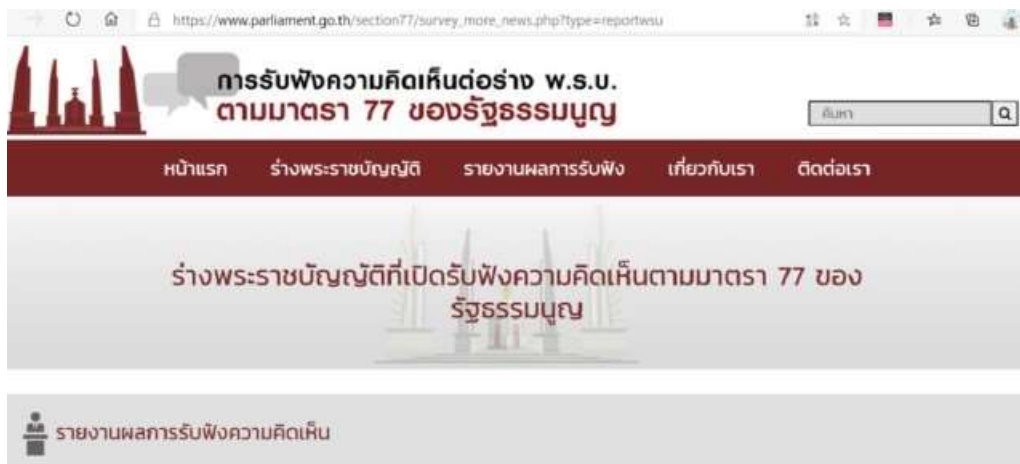 https://www.parliament.go.th/section77/survey_more_news.php?type=reportwsu
การรับฟังความคิดเห็นต่อร่าง พ.ร.บ.
ตามมาตรา 77 ของรัฐธรรมนูญ
ค้นหา
หน้าแรก ร่างพระราชบัญญัติ รายงานผลการรับฟัง เกี่ยวกับเรา ติดต่อเรา
ร่างพระราชบัญญัติที่เปิดรับฟังความคิดเห็นตามมาตรา 77 ของ
รัฐธรรมนูญ
รายงานผลการรับฟังความคิดเห็น